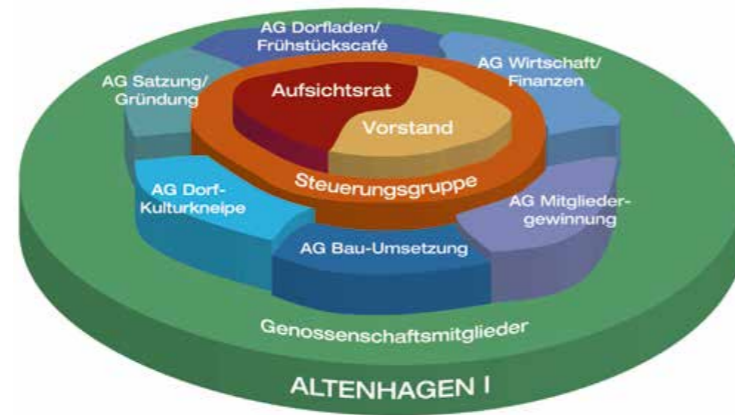 AG Dorfladen/
Frühstückscafé
AG Satzung/
Gründung
AG Wirtschaft/
Finanzen
Aufsichtsrat
Vorstand
Steuerungsgruppe
AG Dorf-
Kulturkneipe
AG Mitglieder-
gewinnung
AG Bau-Umsetzung
Genossenschaftsmitglieder
ALTENHAGEN I